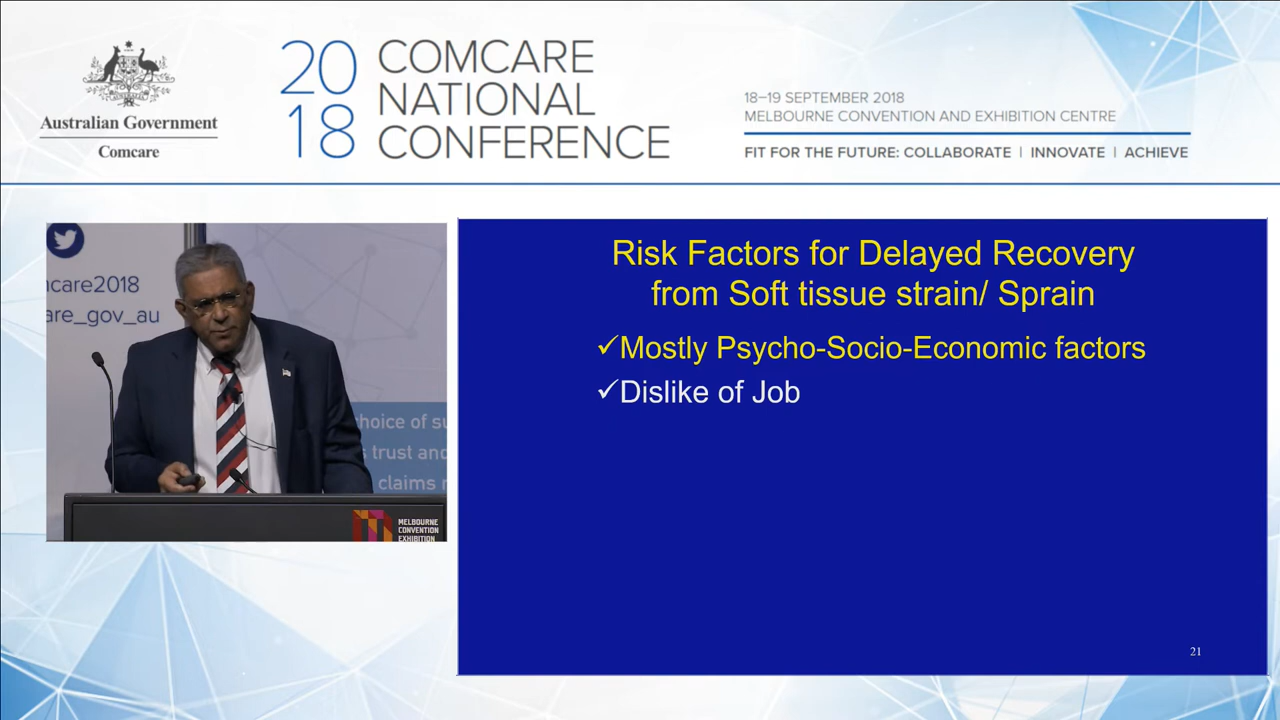 Australian Government
Comcare
20
18
COMCARE
NATIONAL
CONFERENCE
18–19 SEPTEMBER 2018
MELBOURNE CONVENTION AND EXHIBITION CENTRE
FIT FOR THE FUTURE: COLLABORATE | INNOVATE | ACHIEVE
ncare2018
are_gov_au
hoice of su
trust and
claims
MELBOURNE
CONVENTION
EXHIBITION
Risk Factors for Delayed Recovery
from Soft tissue strain/ Sprain
✓Mostly Psycho-Socio-Economic factors
✓Dislike of Job
21